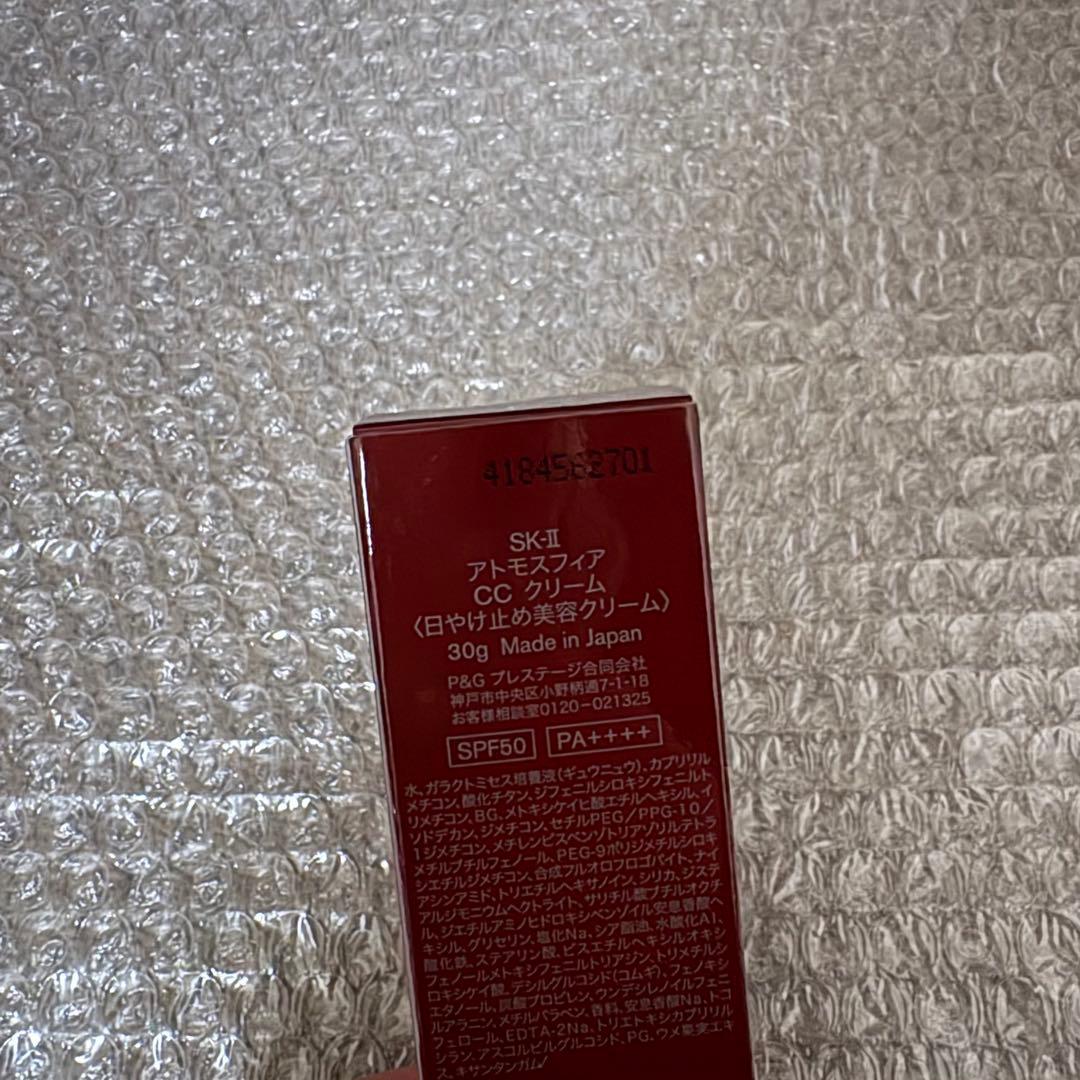 4184562701
SK-II
アトモスフィア
CC クリーム
〈日やけ止め美容クリーム〉
30g Made in Japan
P&G プレステージ合同会社
神戸市中央区小野柄通7-1-18
お客様相談室0120-021325
SPF50 PA++++
水、ガラクトミセス培養液(ギュウニュウ)、カプリリル
メチコン、酸化チタン、ジフェニルシロキシフェニルト
リメチコン、BG、メトキシケイヒ酸エチルヘキシル、イ
ソドデカン、ジメチコン、セチルPEG/PPG-10/
1ジメチコン、メチレンビスベンゾトリアゾリルテトラ
メチルブチルフェノール、PEG-9ポリジメチルシロキ
シエチルジメチコン、合成フルオロフロゴパイト、ナイ
アシンアミド、トリエチルヘキサノイン、シリカ、ジステ
アルジモニウムヘクトライト、サリチル酸ブチルオクチ
ル、ジエチルアミノヒドロキシベンゾイル安息香酸ヘ
キシル、グリセリン、塩化Na、シア脂油、水酸化Al、
酸化鉄、ステアリン酸、ビスエチルヘキシルオキシ
フェノールメトキシフェニルトリアジン、トリメチルシ
ロキシケイ酸、デシルグルコシド(コムギ)、フェノキシ
エタノール、炭酸プロピレン、ウンデシレノイルフェニ
ルアラニン、メチルパラベン、香料、安息香酸Na、トコ
フェロール、EDTA-2Na、トリエトキシカプリリル
シラン、アスコルビルグルコシド、PG、ウメ果実エキ
ス、キサンタンガム